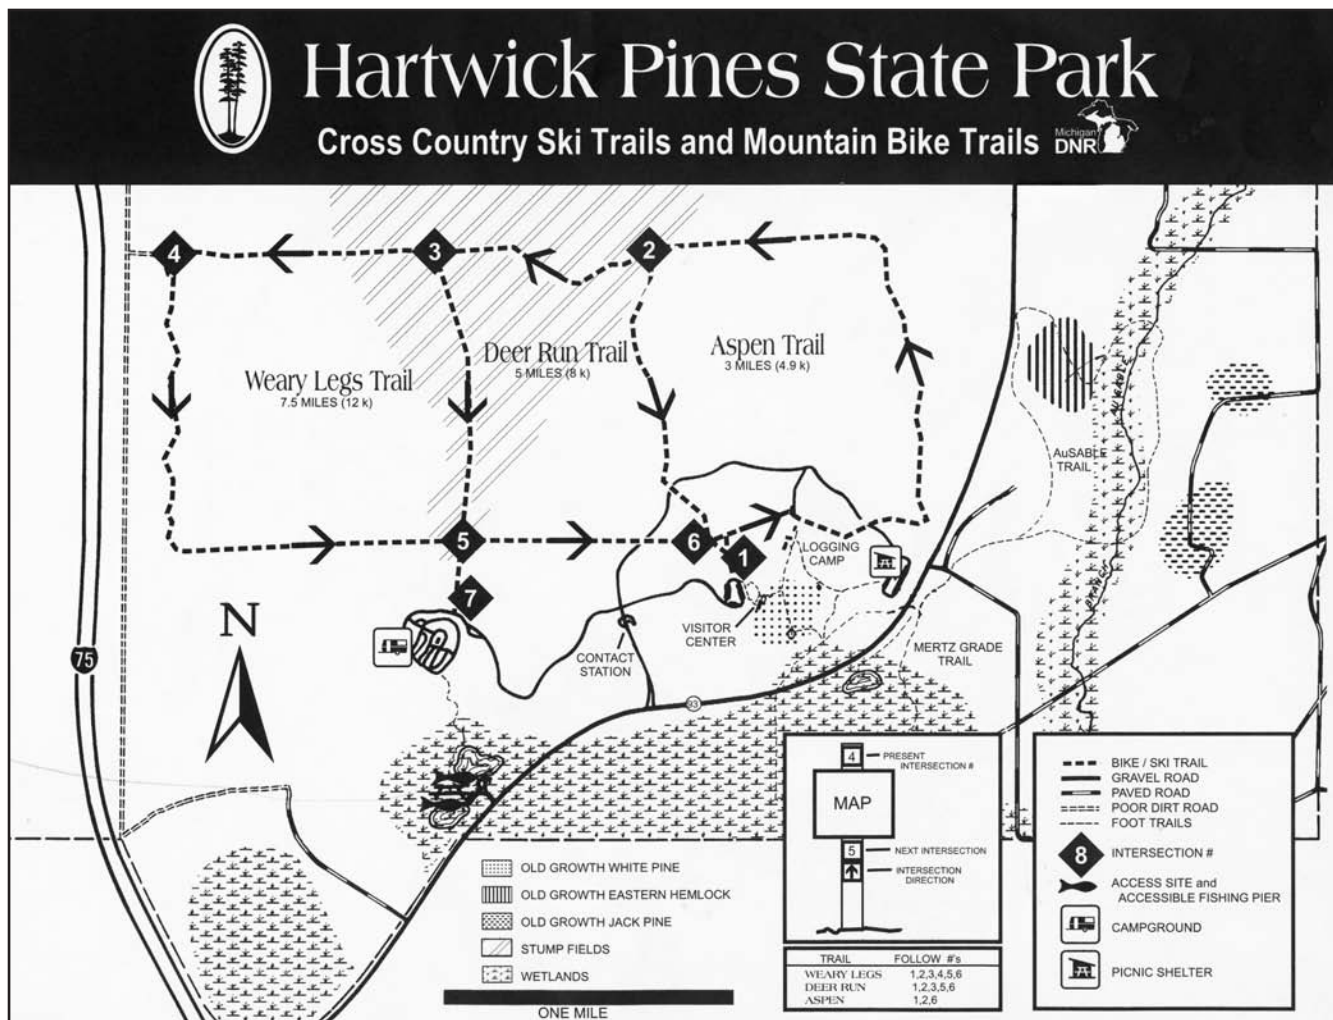 Hartwick Pines State Park
Cross Country Ski Trails and Mountain Bike Trails
Michigan
DNR
4
3
2
Weary Legs Trail
7.5 MILES (12 k)
Deer Run Trail
5 MILES (8 k)
Aspen Trail
3 MILES (4.9 k)
AuSABLE
TRAIL
5
6
1
7
LOGGING
CAMP
N
75
VISITOR
CENTER
CONTACT
STATION
MERTZ GRADE
TRAIL
93
BRANCH
4
PRESENT
INTERSECTION #
MAP
5
NEXT INTERSECTION
INTERSECTION
DIRECTION
TRAIL FOLLOW #'s
WEARY LEGS 1,2,3,4,5,6
DEER RUN 1,2,3,5,6
ASPEN 1,2,6
BIKE / SKI TRAIL
GRAVEL ROAD
PAVED ROAD
POOR DIRT ROAD
FOOT TRAILS
8 INTERSECTION #
ACCESS SITE and
ACCESSIBLE FISHING PIER
CAMPGROUND
PICNIC SHELTER
OLD GROWTH WHITE PINE
OLD GROWTH EASTERN HEMLOCK
OLD GROWTH JACK PINE
STUMP FIELDS
WETLANDS
ONE MILE